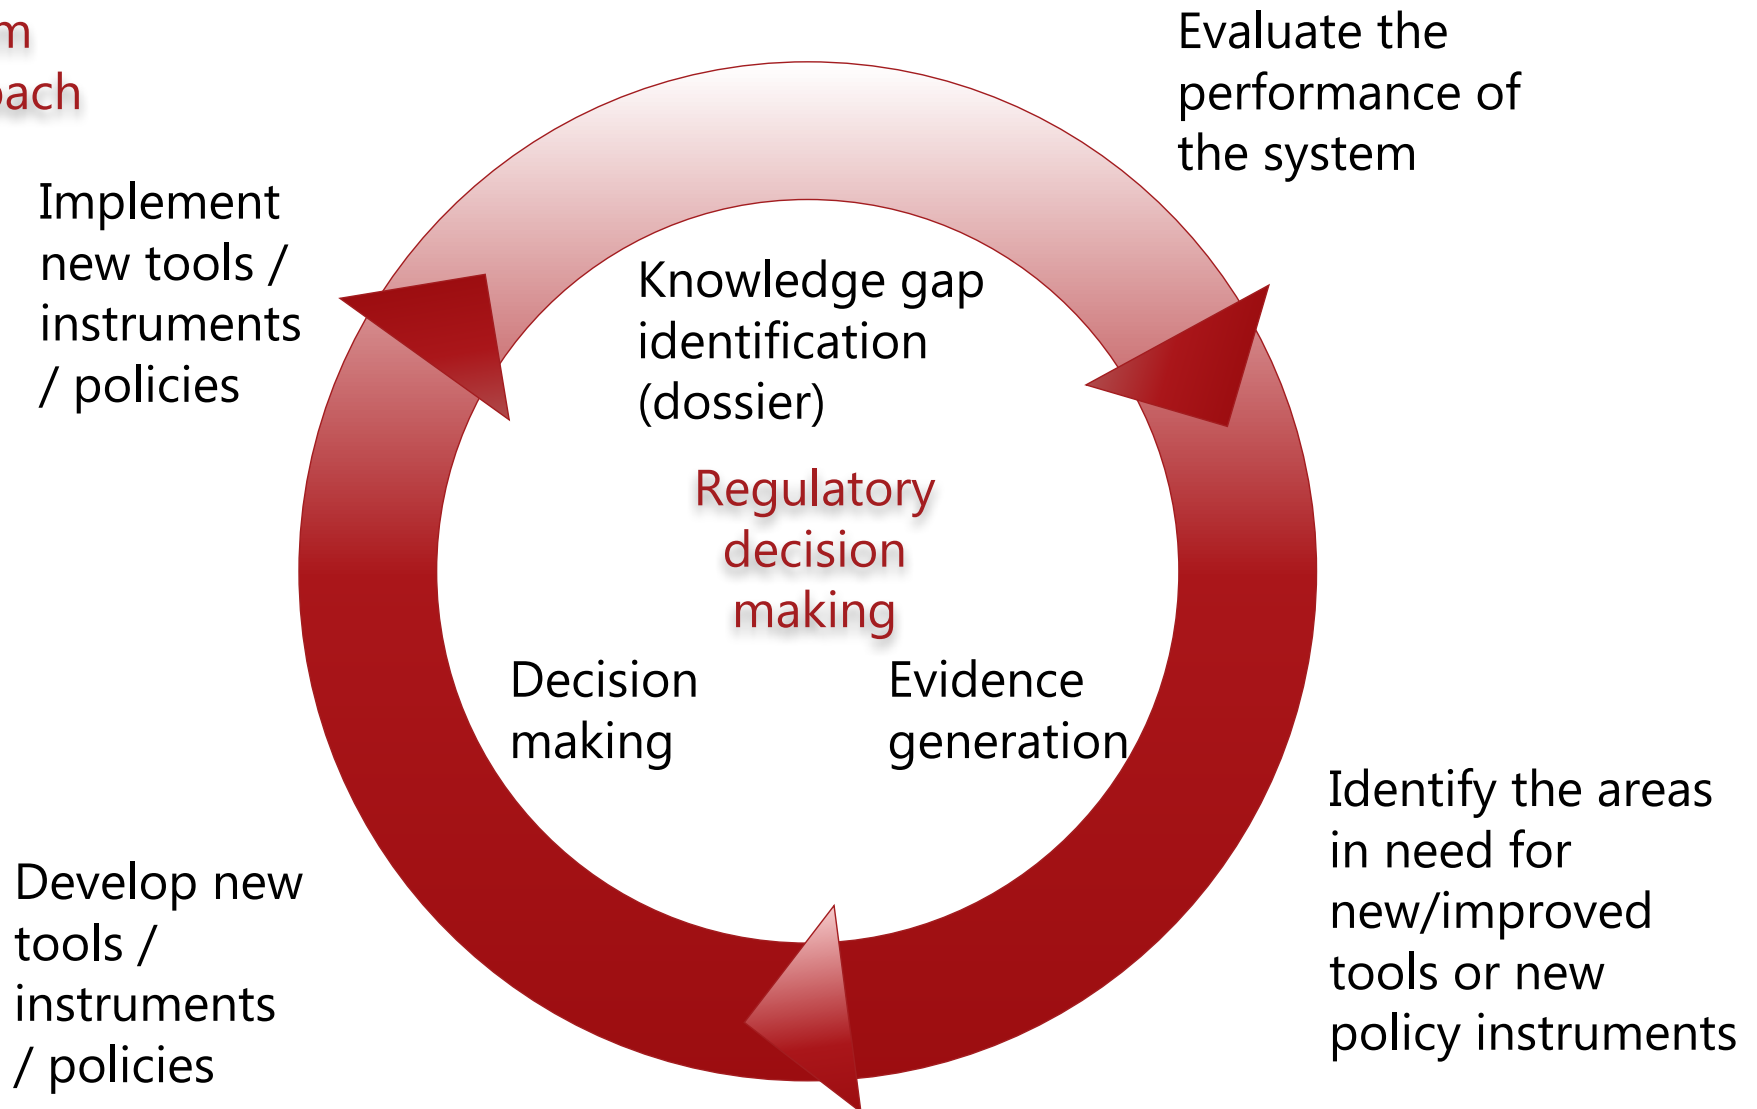 Evaluate the
performance of
the system
Implement
new tools /
instruments
/ policies
Knowledge gap
identification
(dossier)
Regulatory
decision
making
Decision
making
Evidence
generation
Identify the areas
in need for
new/improved
tools or new
policy instruments
Develop new
tools /
instruments
/ policies